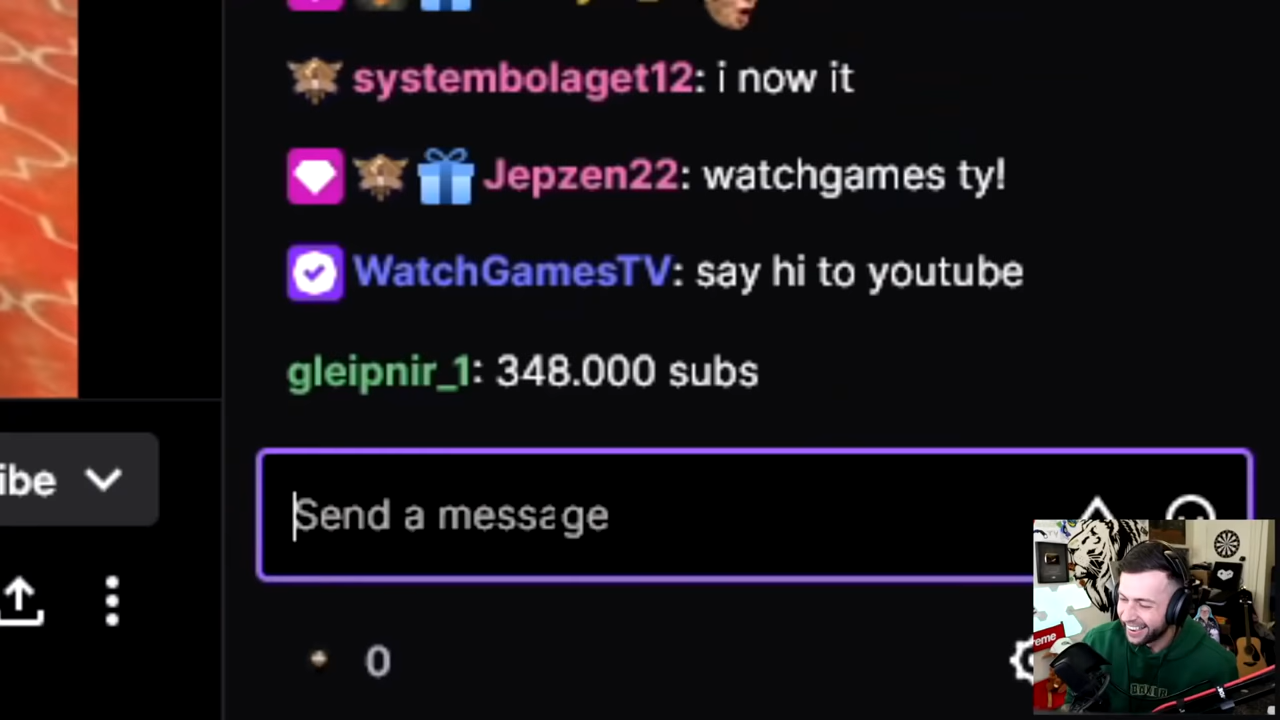 systembolaget12: i now it
Jepzen22: watchgames ty!
WatchGamesTV: say hi to youtube
gleipnir_1: 348.000 subs
ibe
Send a message
0
reme